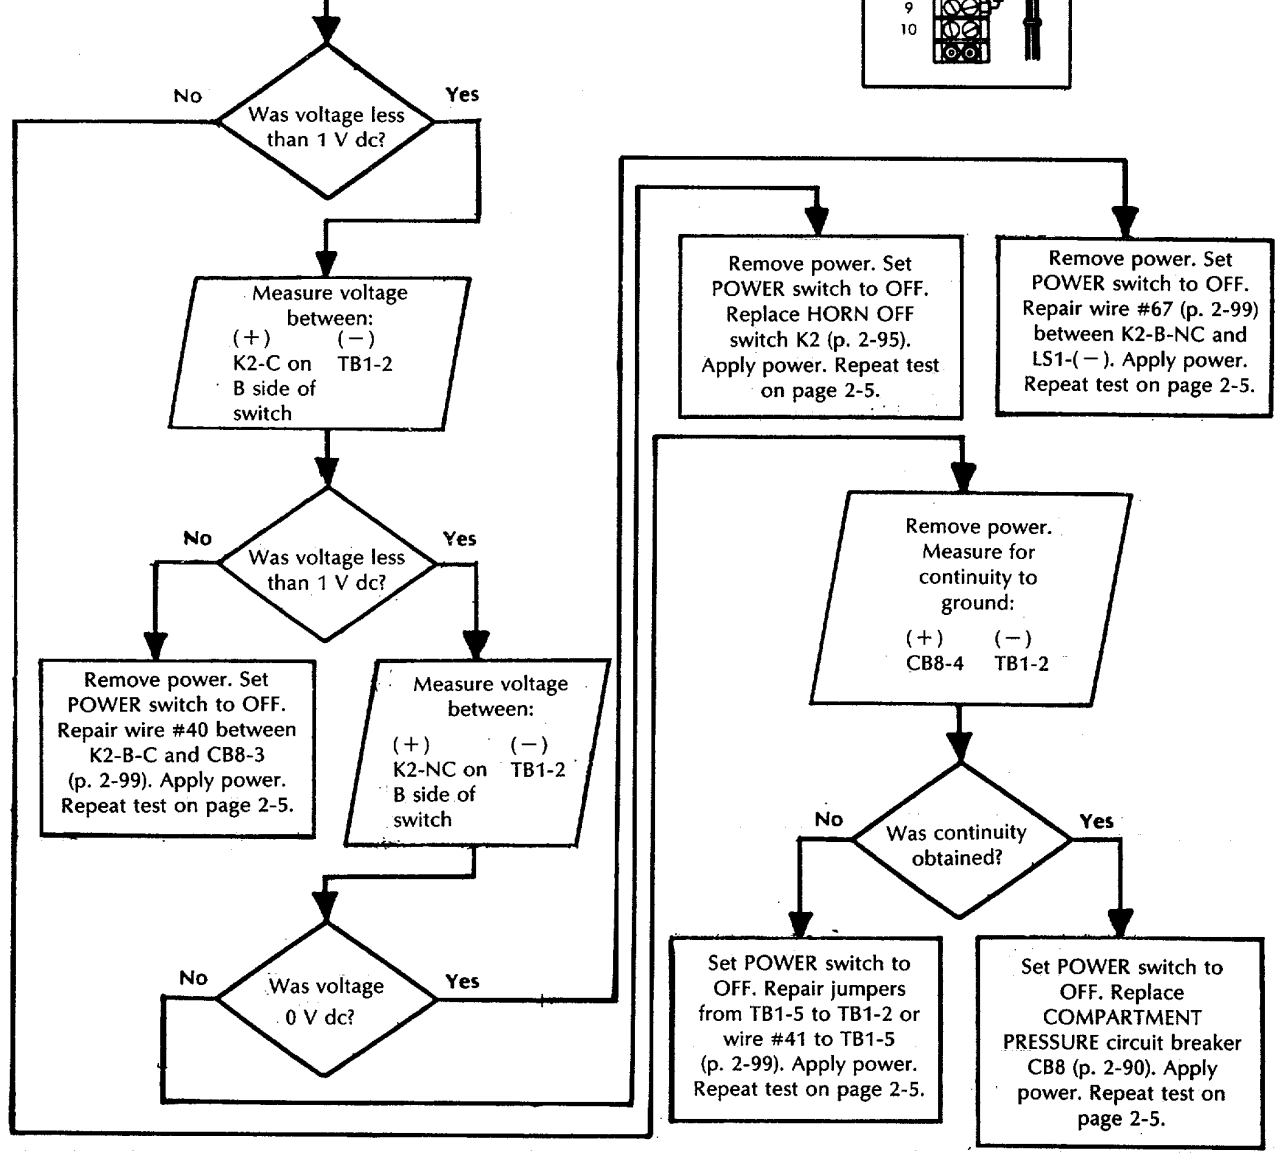 9
10
No
Yes
Was voltage less
than 1 V dc?
Measure voltage
between:
(+) (−)
K2-C on TB1-2
B side of
switch
No
Yes
Was voltage less
than 1 V dc?
Remove power. Set
POWER switch to OFF.
Repair wire #40 between
K2-B-C and CB8-3
(p. 2-99). Apply power.
Repeat test on page 2-5.
Measure voltage
between:
(+) (−)
K2-NC on TB1-2
B side of
switch
No
Yes
Was voltage
0 V dc?
Remove power. Set
POWER switch to OFF.
Replace HORN OFF
switch K2 (p. 2-95).
Apply power. Repeat test
on page 2-5.
Remove power. Set
POWER switch to OFF.
Repair wire #67 (p. 2-99)
between K2-B-NC and
LS1-(−). Apply power.
Repeat test on page 2-5.
Remove power.
Measure for
continuity to
ground:
(+) (−)
CB8-4 TB1-2
No
Yes
Was continuity
obtained?
Set POWER switch to
OFF. Repair jumpers
from TB1-5 to TB1-2 or
wire #41 to TB1-5
(p. 2-99). Apply power.
Repeat test on page 2-5.
Set POWER switch to
OFF. Replace
COMPARTMENT
PRESSURE circuit breaker
CB8 (p. 2-90). Apply
power. Repeat test on
page 2-5.